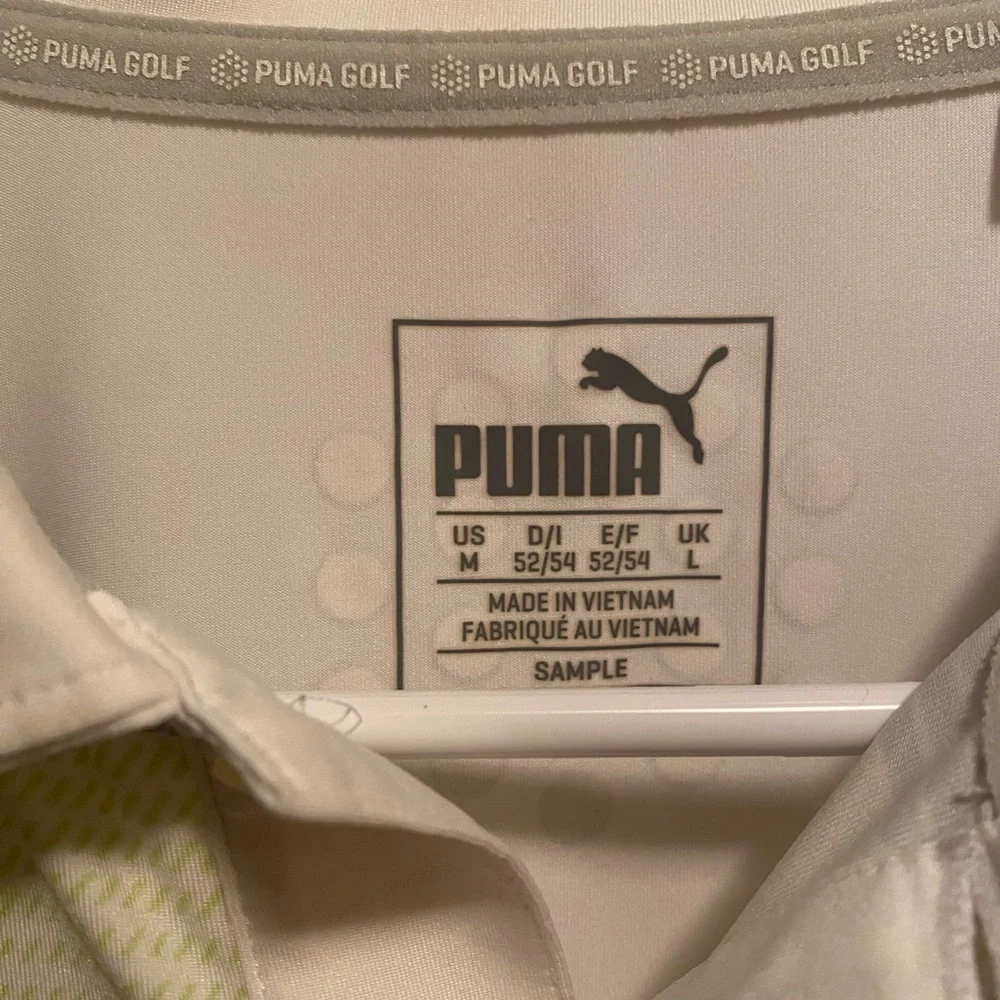 PUMA GOLF PUMA GOLF PUMA GOLF PUMA GOLF PUM
PUMA
US D/I E/F UK
M 52/54 52/54 L
MADE IN VIETNAM
FABRIQUÉ AU VIETNAM
SAMPLE